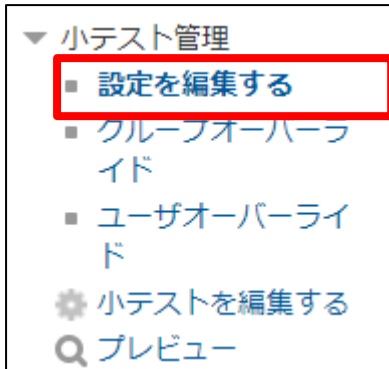 小テスト管理
設定を編集する
グループオーバーラ
イド
ユーザオーバーライ
ド
小テストを編集する
プレビュー